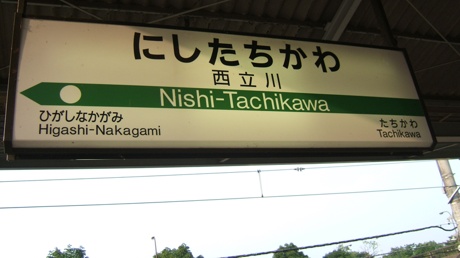 にしたちかわ
西立川
Nishi-Tachikawa
ひがしなかがみ
Higashi-Nakagami
たちかわ
Tachikawa